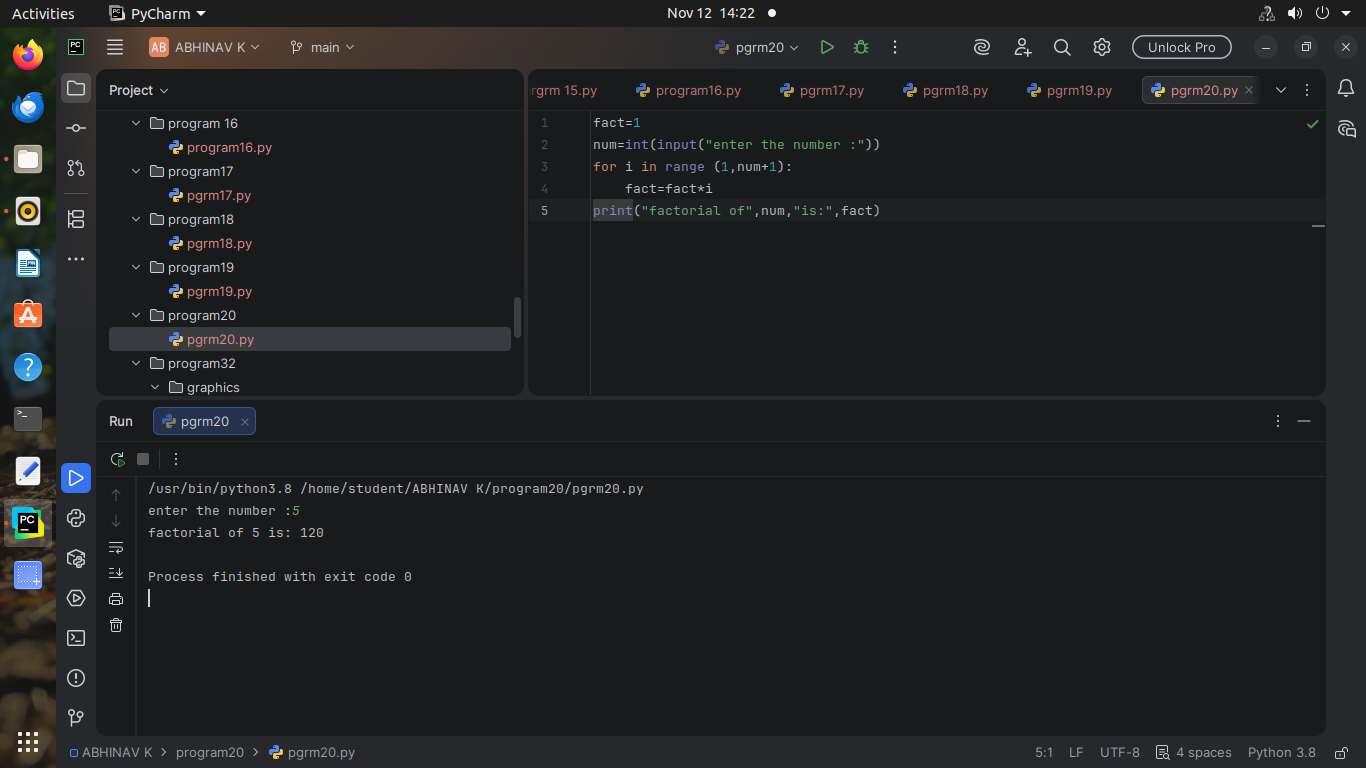 Activities PyCharm Nov 12 14:22
PC AB ABHINAV K main pgrm20 Unlock Pro
Project
program 16
program16.py
program17
pgrm17.py
program18
pgrm18.py
program19
pgrm19.py
program20
pgrm20.py
program32
graphics
rgrm 15.py program16.py pgrm17.py pgrm18.py pgrm19.py pgrm20.py
1 fact=1
2 num=int(input("enter the number :"))
3 for i in range (1,num+1):
4 fact=fact*i
5 print("factorial of",num,"is:",fact)
Run pgrm20
/usr/bin/python3.8 /home/student/ABHINAV K/program20/pgrm20.py
enter the number :5
factorial of 5 is: 120
Process finished with exit code 0
PC
ABHINAV K > program20 > pgrm20.py 5:1 LF UTF-8 4 spaces Python 3.8